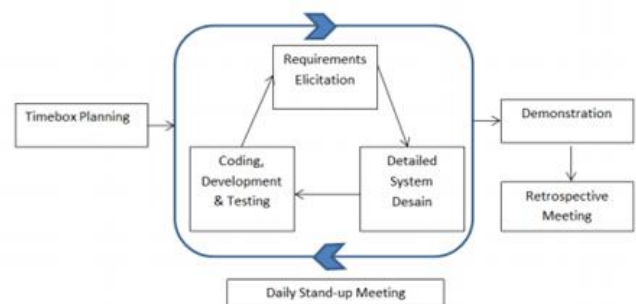 Timebox Planning
Requirements
Elicitation
Detailed
System
Desain
Coding,
Development
& Testing
Demonstration
Retrospective
Meeting
Daily Stand-up Meeting